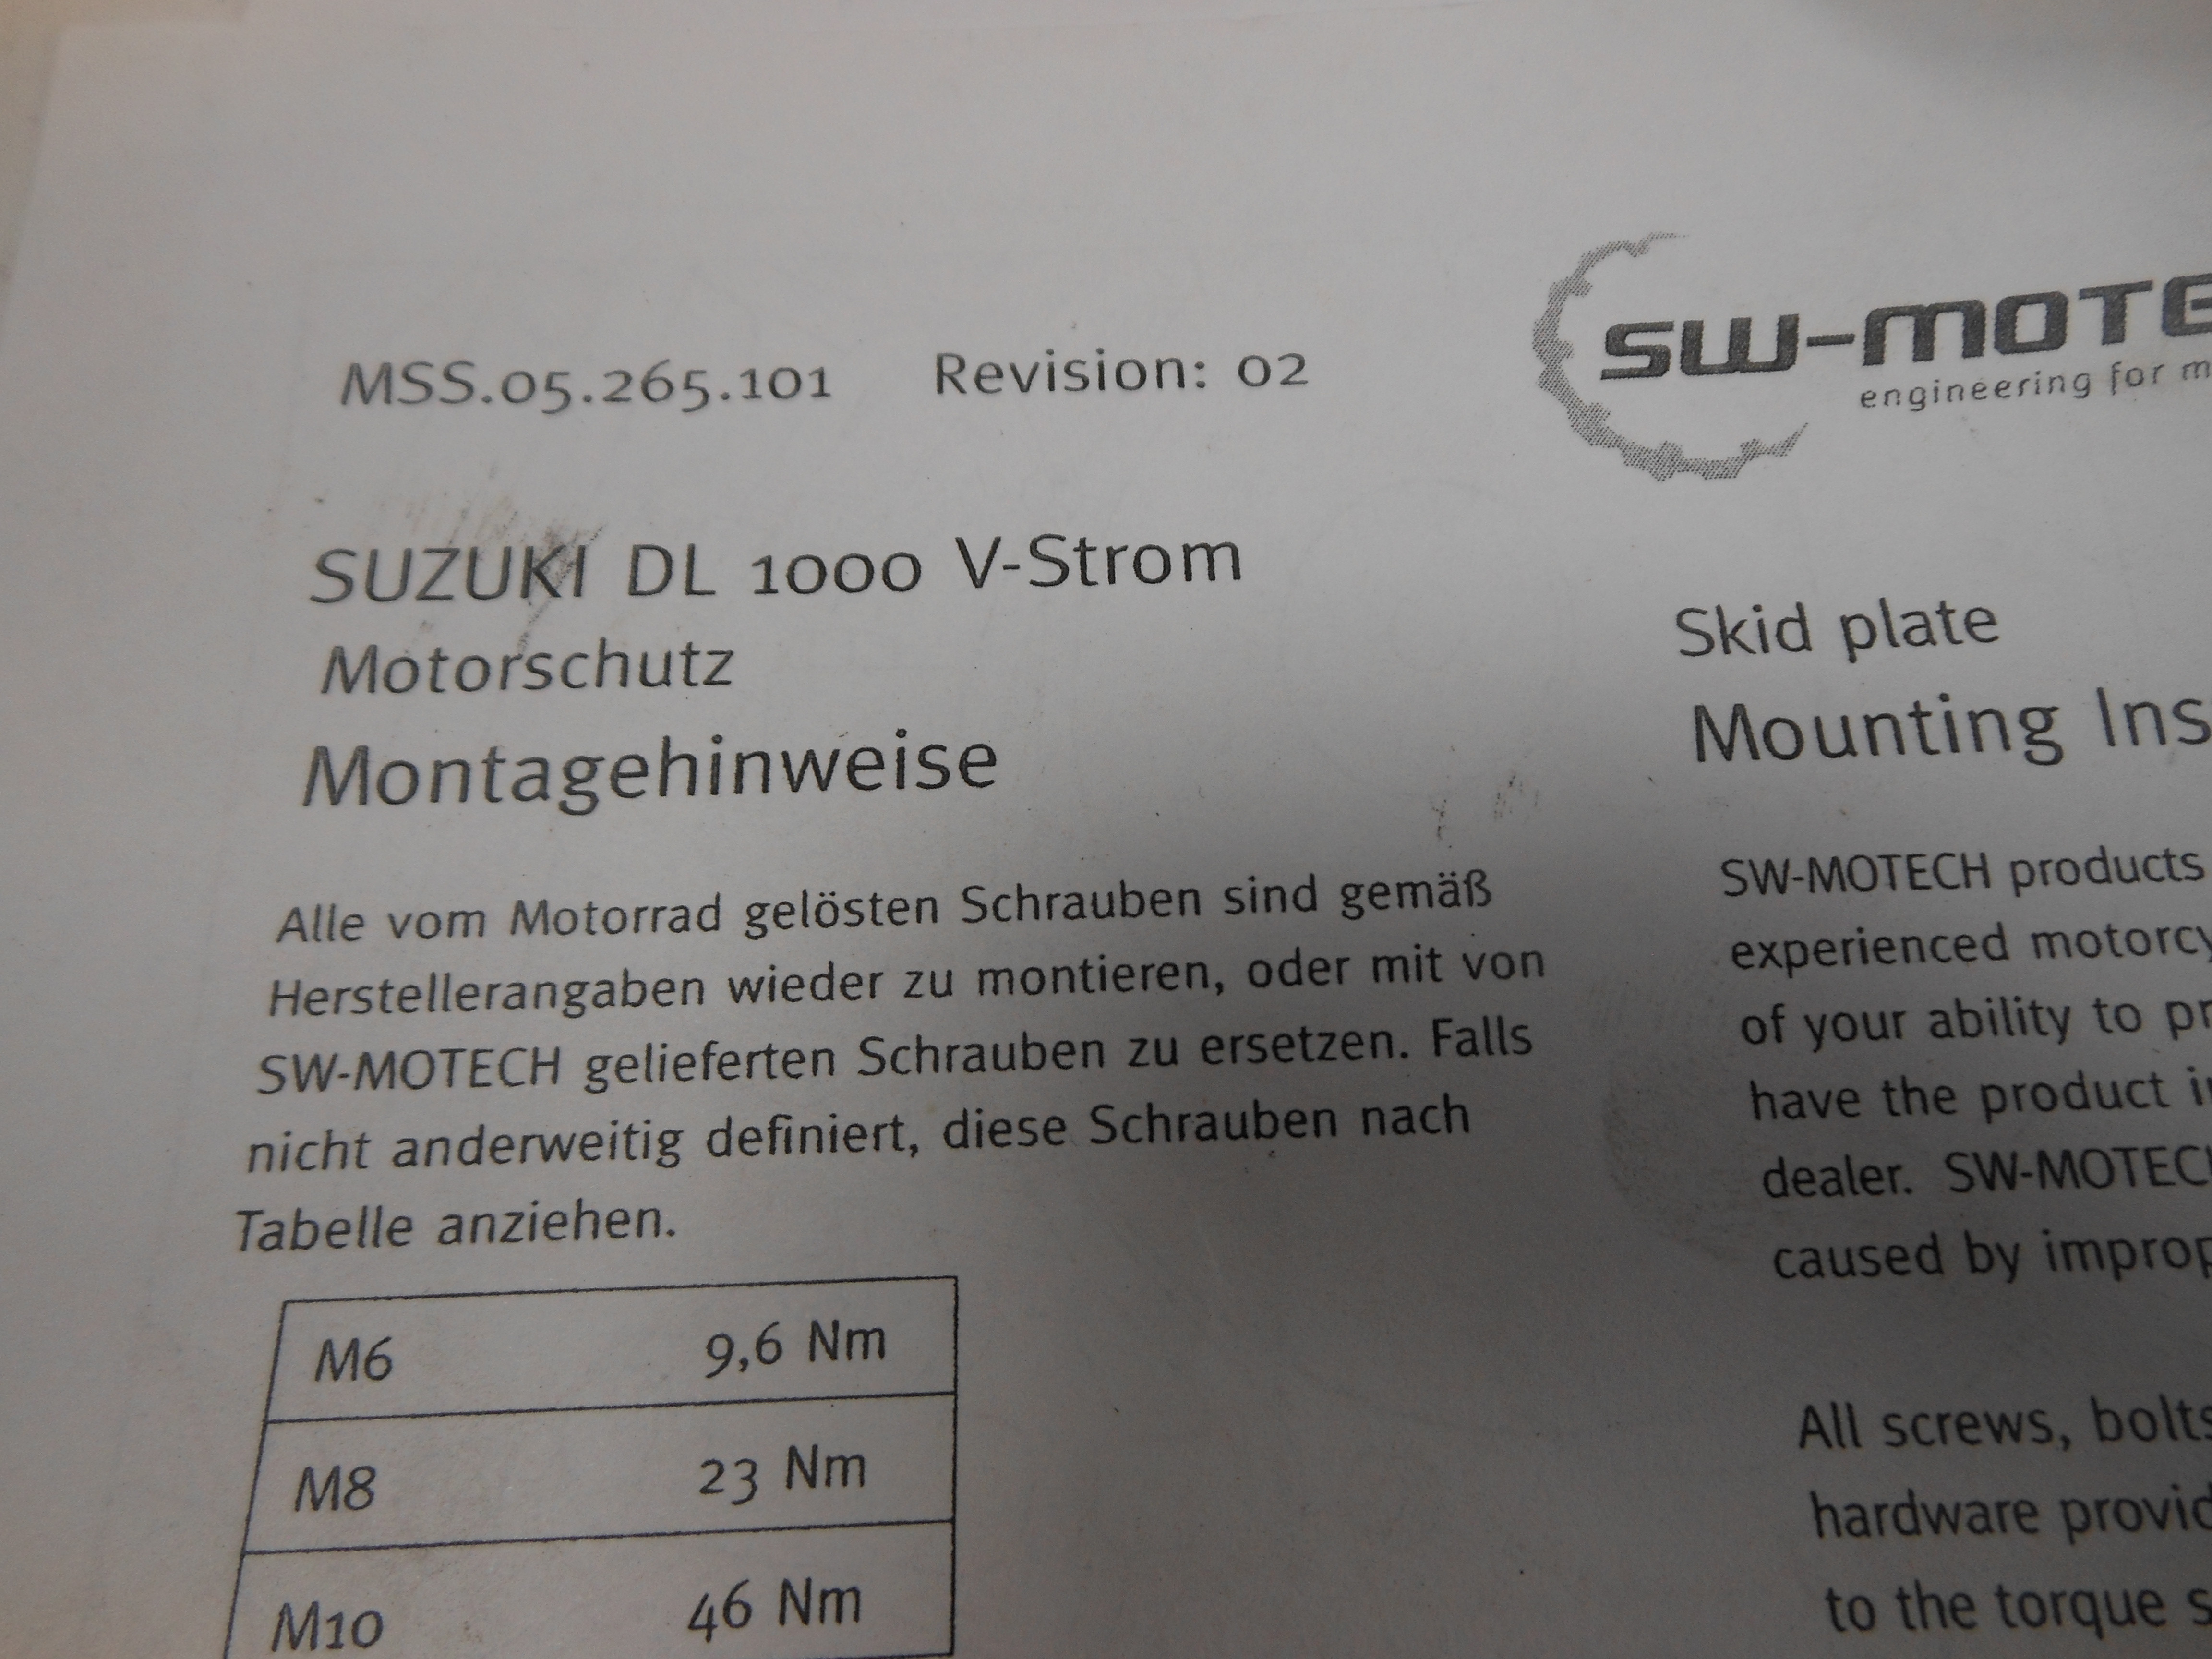 MSS.05.265.101 Revision: 02
SW-MOTE
engineering for m
SUZUKI DL 1000 V-Strom
Motorschutz
Montagehinweise
Alle vom Motorrad gelösten Schrauben sind gemäß
Herstellerangaben wieder zu montieren, oder mit von
SW-MOTECH gelieferten Schrauben zu ersetzen. Falls
nicht anderweitig definiert, diese Schrauben nach
Tabelle anziehen.
M6 9,6 Nm
M8 23 Nm
M10 46 Nm
Skid plate
Mounting Ins
SW-MOTECH products
experienced motorcy
of your ability to pr
have the product i
dealer. SW-MOTEC
caused by improp
All screws, bolts
hardware provid
to the torque s